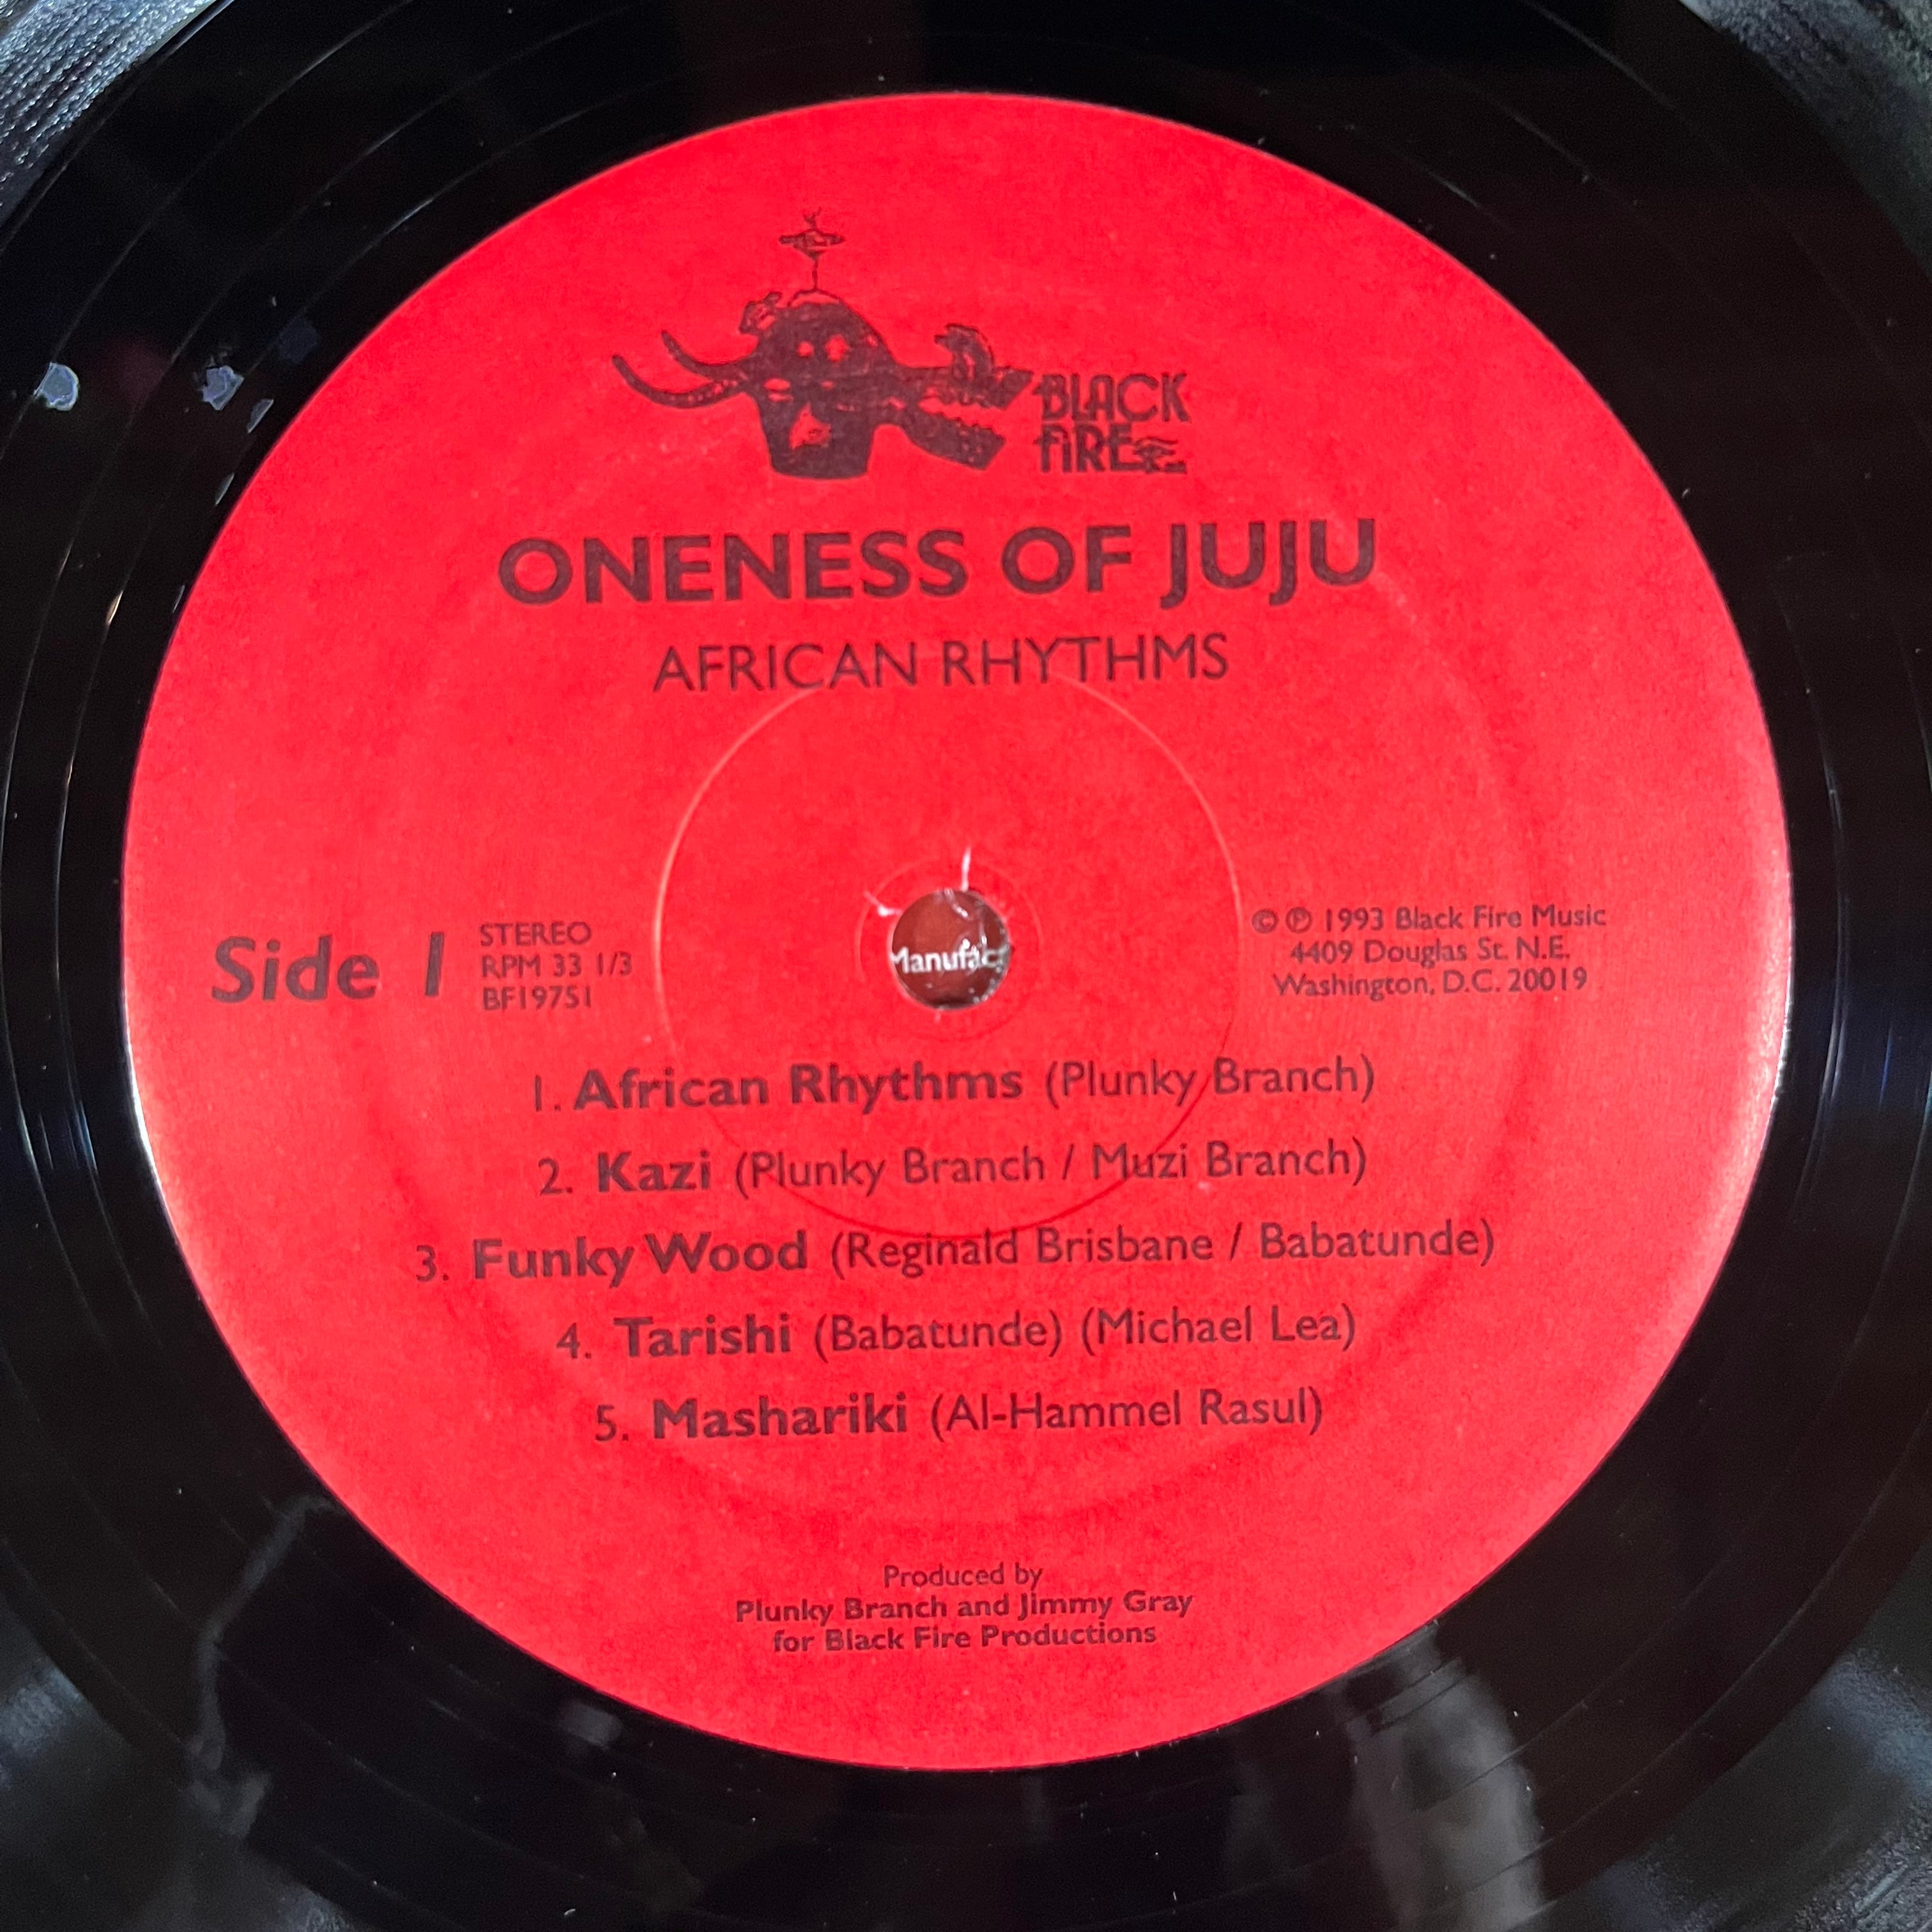 BLACK
FIRE
ONENESS OF JUJU
AFRICAN RHYTHMS
Side 1
STEREO
RPM 33 1/3
BF19751
Manufac
© ℗ 1993 Black Fire Music
4409 Douglas St. N.E.
Washington, D.C. 20019
1. African Rhythms (Plunky Branch)
2. Kazi (Plunky Branch / Muzi Branch)
3. Funky Wood (Reginald Brisbane / Babatunde)
4. Tarishi (Babatunde) (Michael Lea)
5. Mashariki (Al-Hammel Rasul)
Produced by
Plunky Branch and Jimmy Gray
for Black Fire Productions